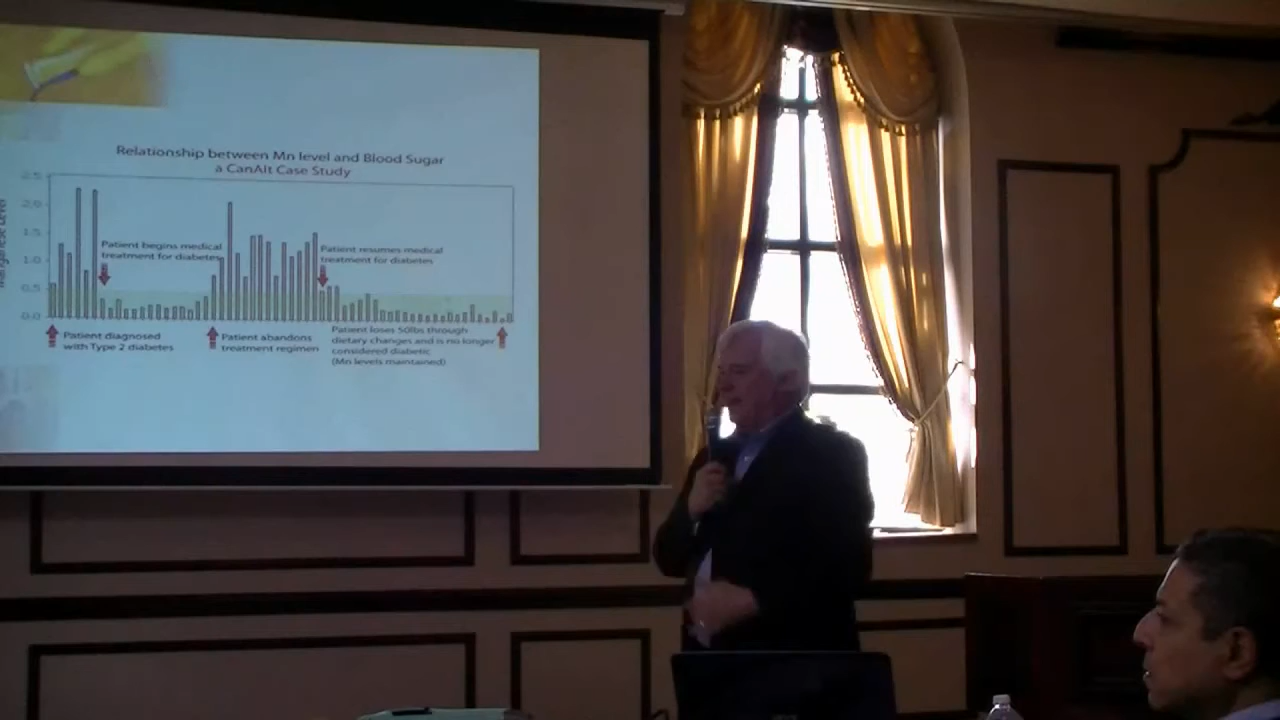 Relationship between Mn level and Blood Sugar
a CanAlt Case Study
2.5
2.0
1.5
1.0
0.5
0.0
Manganese Level
Patient begins medical
treatment for diabetes
Patient resumes medical
treatment for diabetes
Patient diagnosed
with Type 2 diabetes
Patient abandons
treatment regimen
Patient loses 50lbs through
dietary changes and is no longer
considered diabetic
(Mn levels maintained)